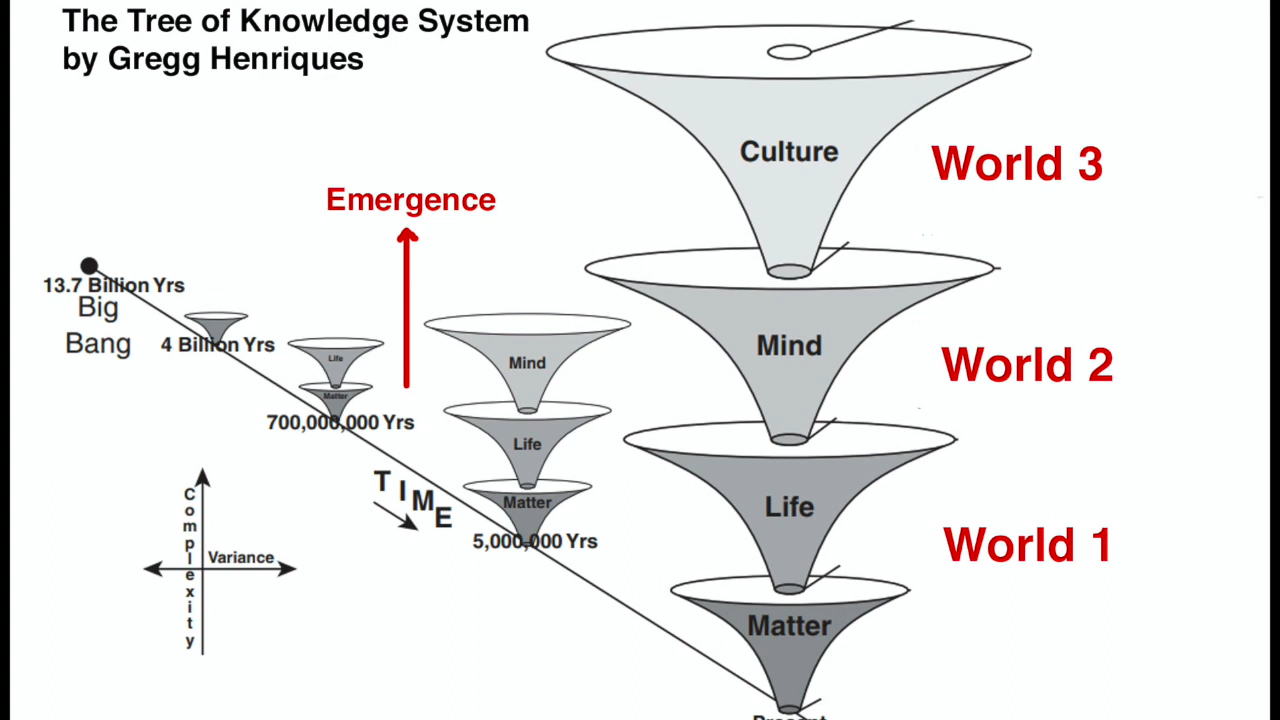 The Tree of Knowledge System
by Gregg Henriques
Culture
World 3
Emergence
13.7 Billion Yrs
Big
Bang
4 Billion Yrs
Life
Matter
700,000,000 Yrs
Mind
Life
Matter
5,000,000 Yrs
Mind
World 2
TIME
Complexity
Variance
Life
World 1
Matter
Present